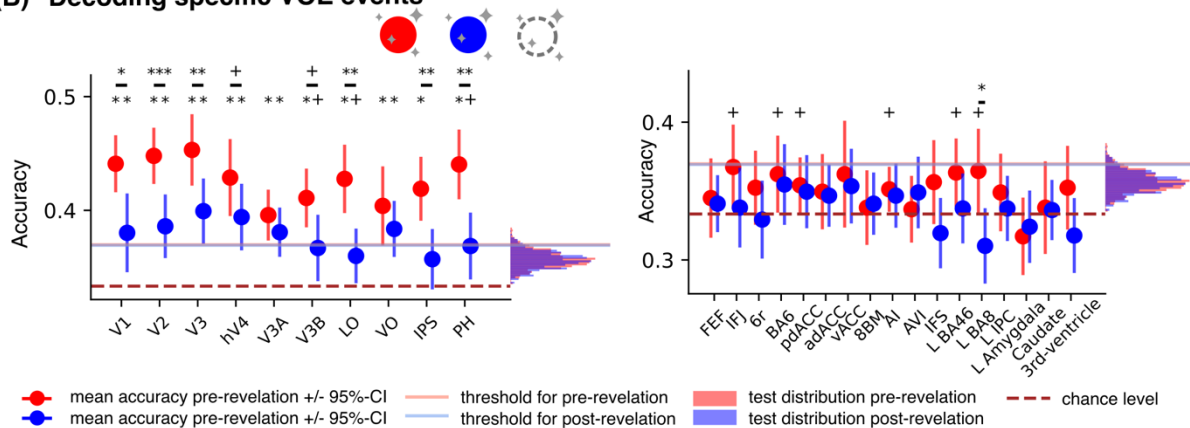 (B) Decoding specific VOE events
* *** ** + + ** ** **
** ** ** ** ** *+ *+ ** * *+
0.5
0.4
Accuracy
V1 V2 V3 hV4 V3A V3B LO VO IPS PH
*
+ + + + + +
0.4
0.3
Accuracy
FEF IFJ 6r BA6 pdACC adACC vACC 8BM AI AVI IFS L BA46 L BA8 L IPC L Amygdala Caudate 3rd-ventricle
mean accuracy pre-revelation +/- 95%-CI threshold for pre-revelation test distribution pre-revelation chance level
mean accuracy pre-revelation +/- 95%-CI threshold for post-revelation test distribution post-revelation